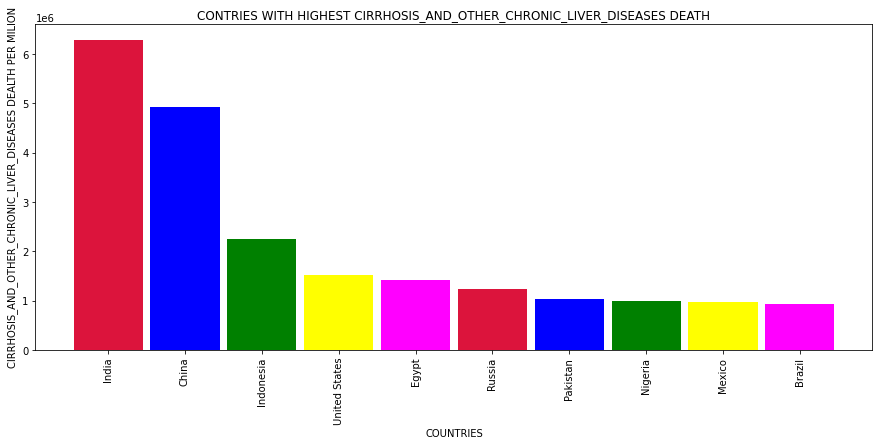 CONTRIES WITH HIGHEST CIRRHOSIS_AND_OTHER_CHRONIC_LIVER_DISEASES DEATH
1e6
CIRRHOSIS_AND_OTHER_CHRONIC_LIVER_DISEASES DEALTH PER MILION
6
5
4
3
2
1
0
India
China
Indonesia
United States
Egypt
Russia
Pakistan
Nigeria
Mexico
Brazil
COUNTRIES